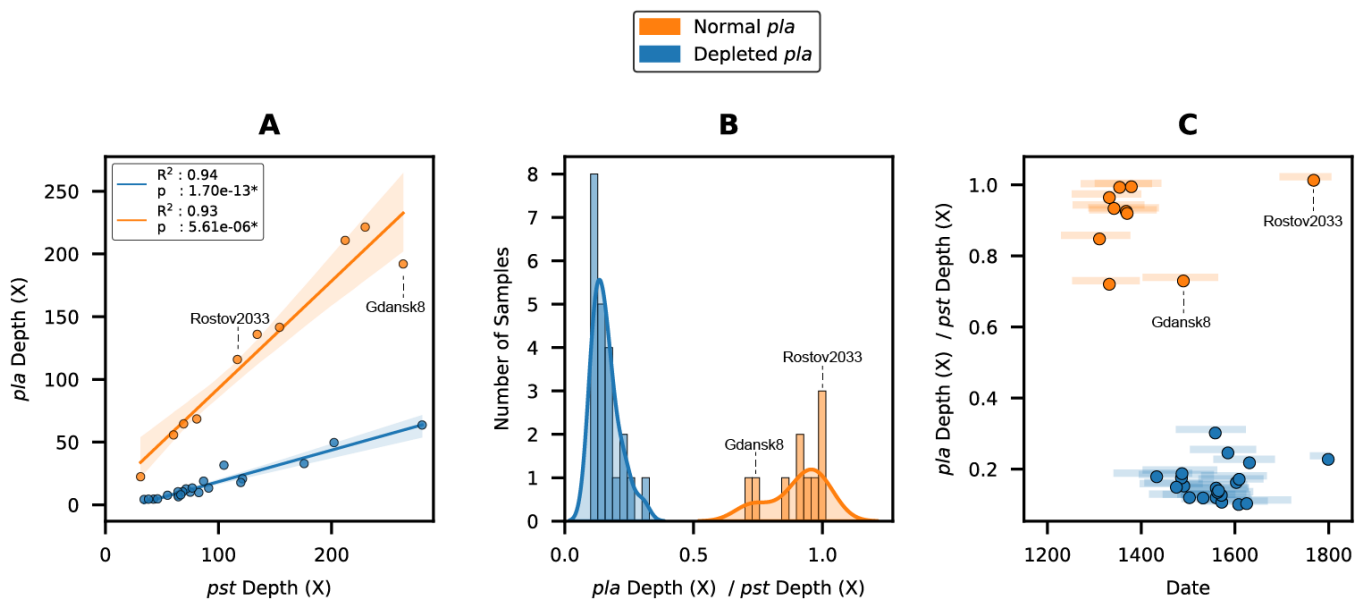 Normal pla
Depleted pla
A
R² : 0.94
p : 1.70e-13*
R² : 0.93
p : 5.61e-06*
Rostov2033
Gdansk8
250
200
150
100
50
0
pla Depth (X)
0 100 200
pst Depth (X)
B
Rostov2033
Gdansk8
8
7
6
5
4
3
2
1
0
Number of Samples
0.0 0.5 1.0
pla Depth (X) / pst Depth (X)
C
Rostov2033
Gdansk8
1.0
0.8
0.6
0.4
0.2
pla Depth (X) / pst Depth (X)
1200 1400 1600 1800
Date